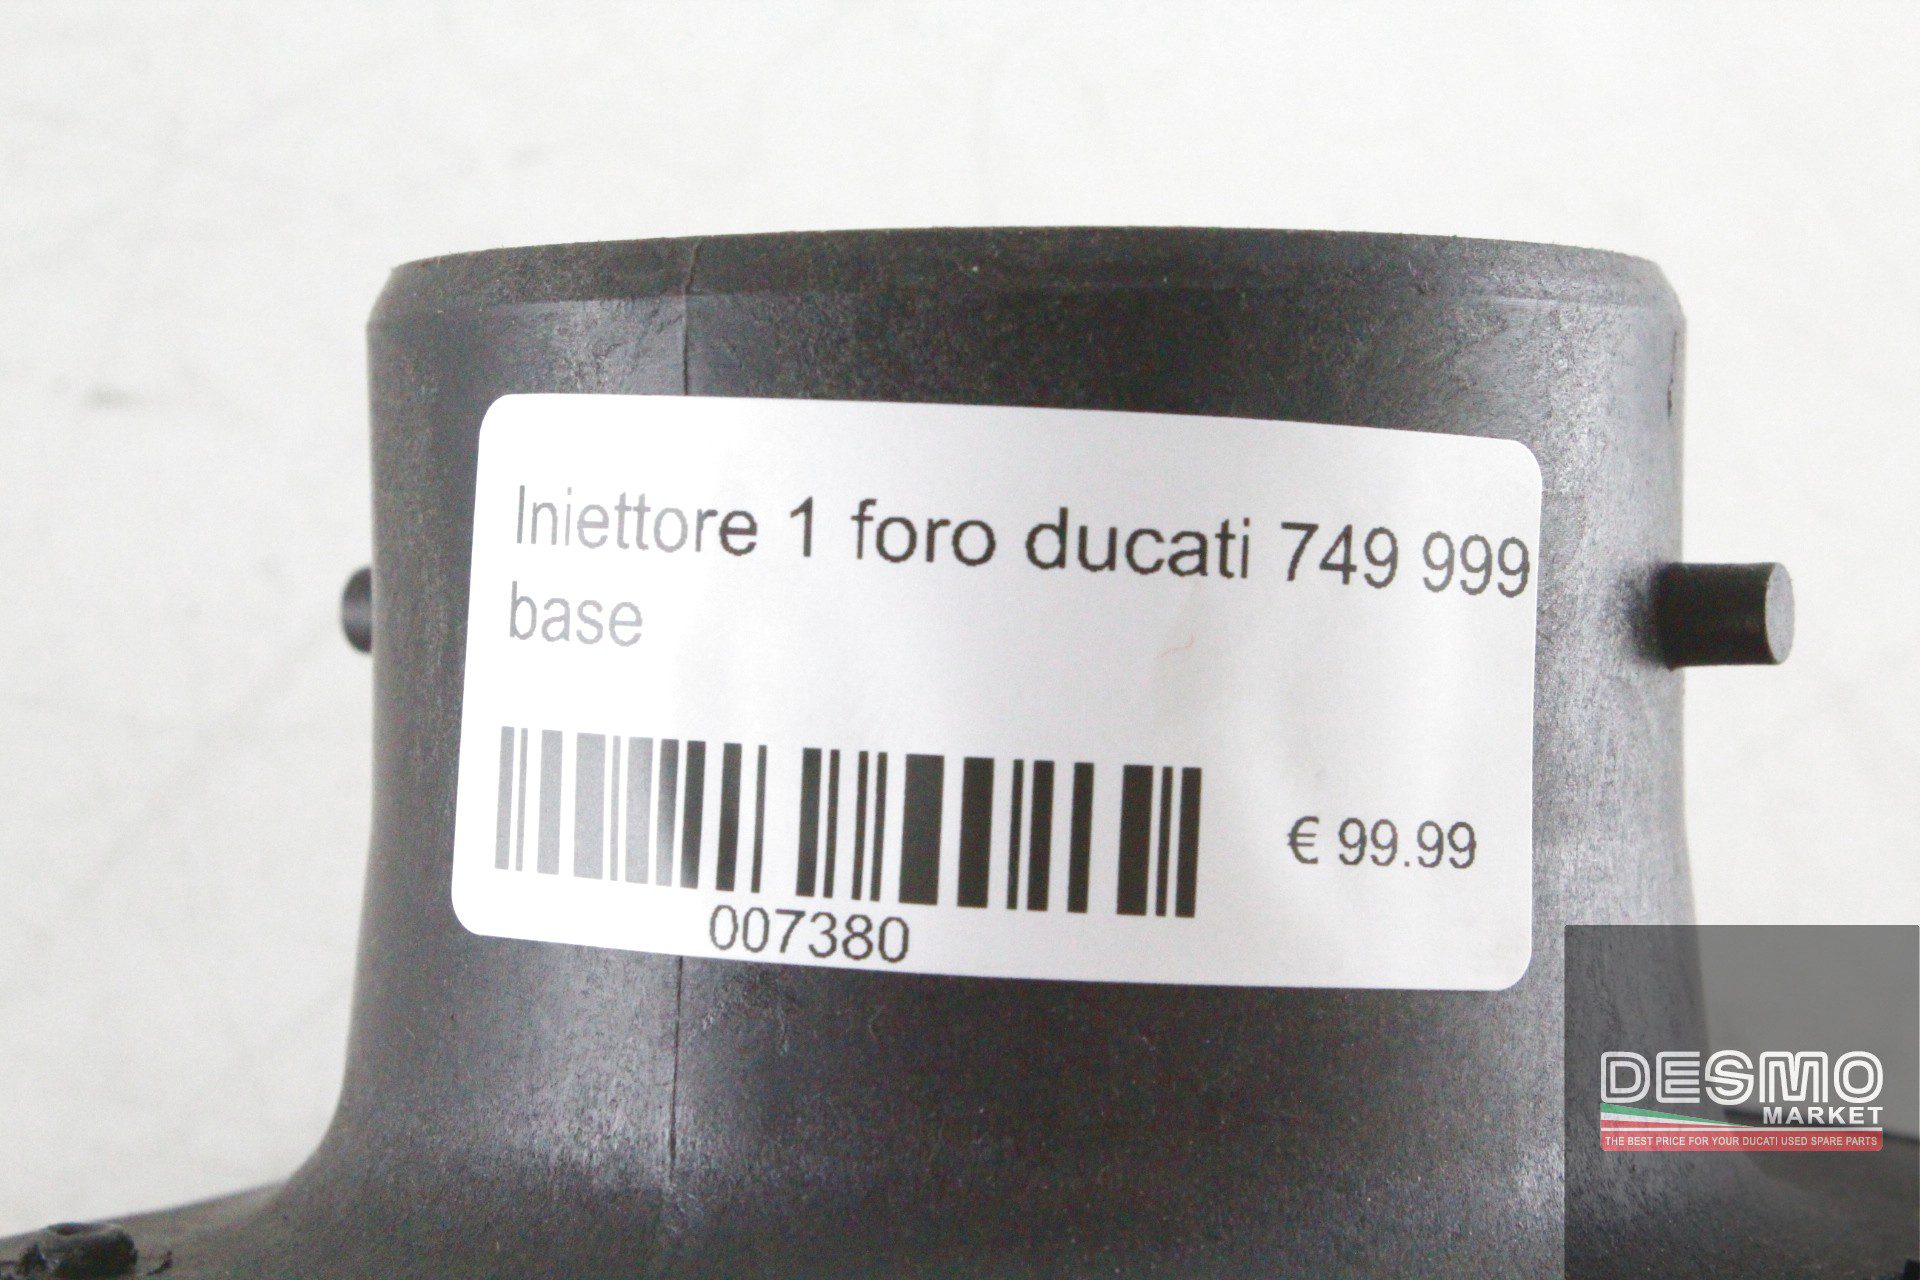 Iniettore 1 foro ducati 749 999
base
€ 99.99
007380
DESMO
MARKET
THE BEST PRICE FOR YOUR DUCATI USED SPARE PARTS